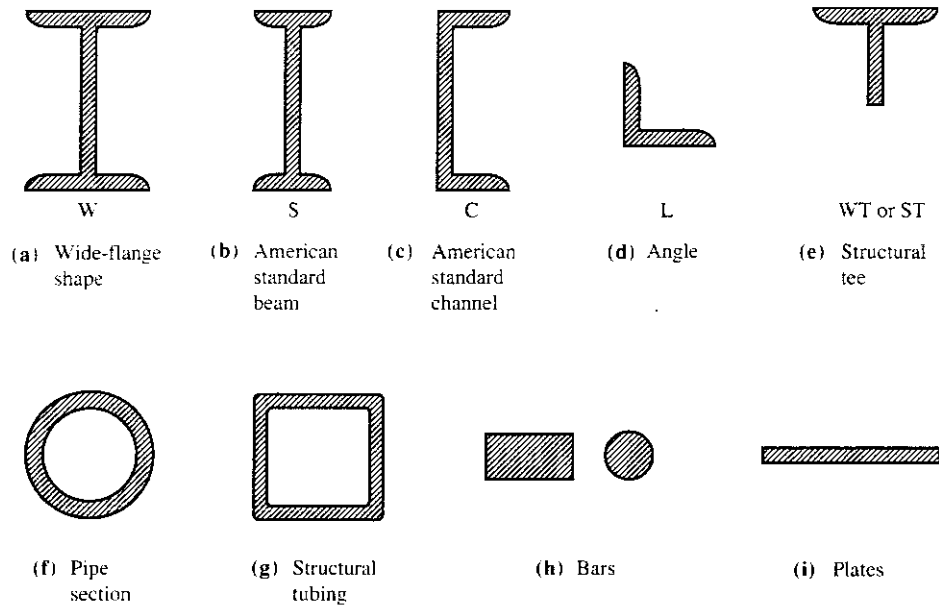 W
S
C
L
WT or ST
(a) Wide-flange
shape
(b) American
standard
beam
(c) American
standard
channel
(d) Angle
(e) Structural
tee
(f) Pipe
section
(g) Structural
tubing
(h) Bars
(i) Plates